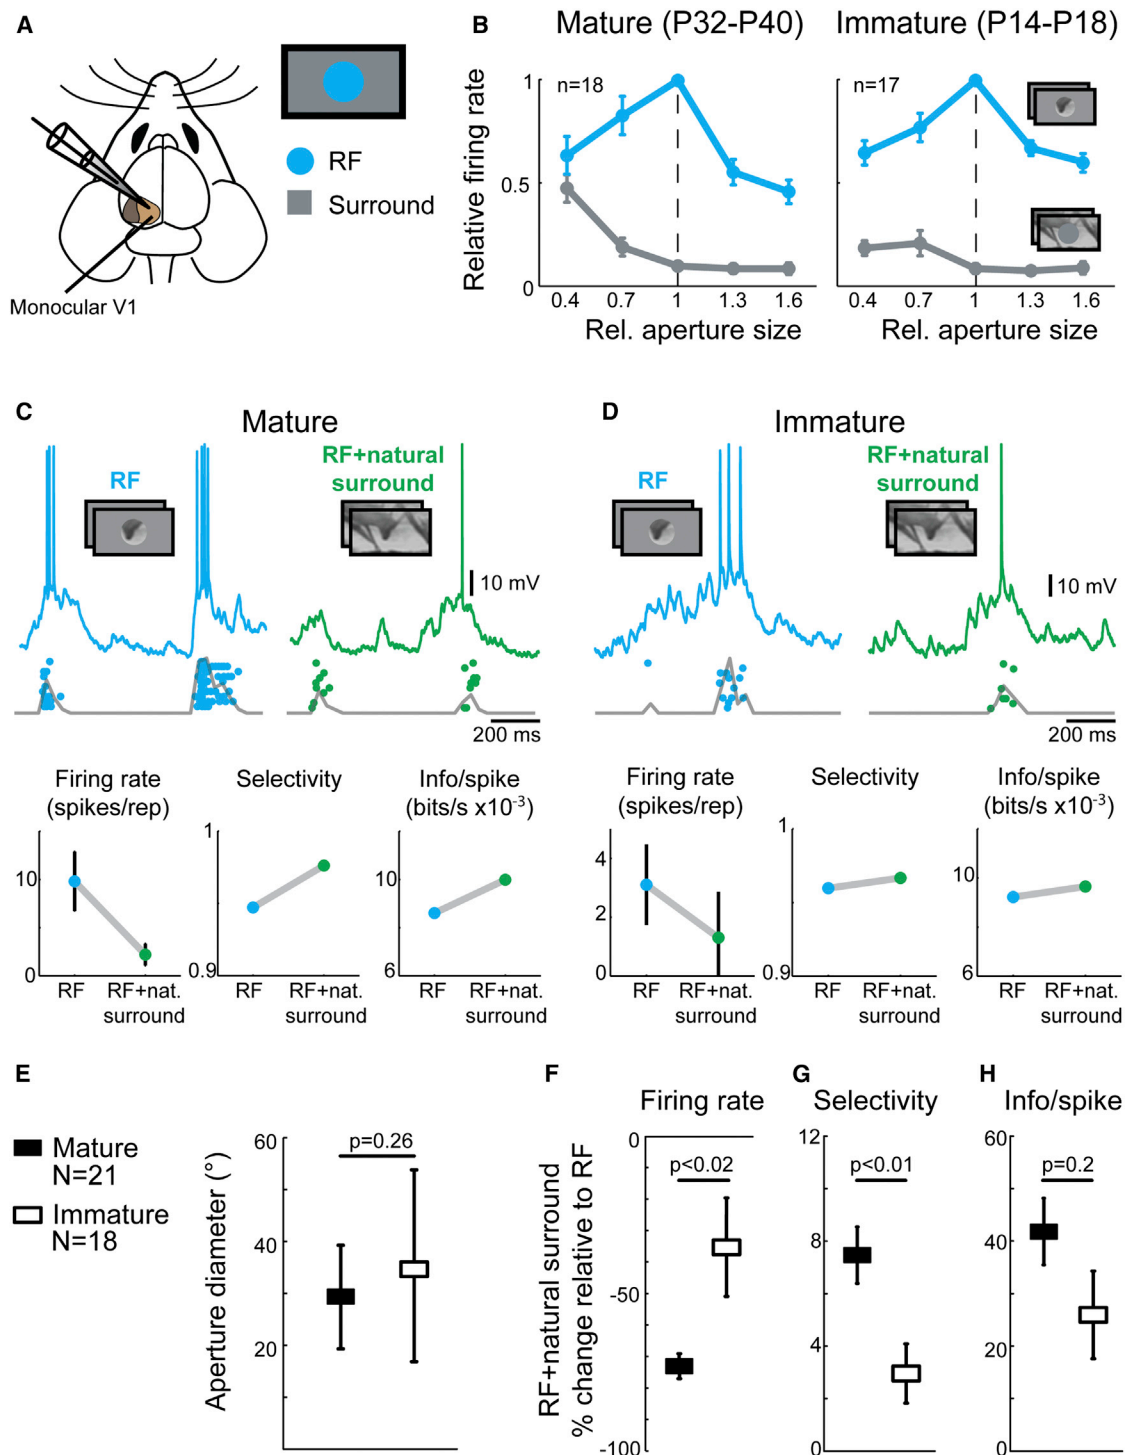 A
RF
Surround
Monocular V1
B
Mature (P32-P40)
Immature (P14-P18)
Relative firing rate
1
0.5
0
n=18
n=17
0.4 0.7 1 1.3 1.6
0.4 0.7 1 1.3 1.6
Rel. aperture size
Rel. aperture size
C
Mature
RF
RF+natural
surround
10 mV
200 ms
Firing rate
(spikes/rep)
Selectivity
Info/spike
(bits/s x10-3)
10
0
1
0.9
10
6
RF
RF+nat.
surround
RF
RF+nat.
surround
RF
RF+nat.
surround
D
Immature
RF
RF+natural
surround
10 mV
200 ms
Firing rate
(spikes/rep)
Selectivity
Info/spike
(bits/s x10-3)
4
2
0
1
0.9
10
6
RF
RF+nat.
surround
RF
RF+nat.
surround
RF
RF+nat.
surround
E
Mature
N=21
Immature
N=18
Aperture diameter (°)
60
40
20
p=0.26
F
Firing rate
RF+natural surround
% change relative to RF
0
-50
-100
p<0.02
G
Selectivity
12
8
4
0
p<0.01
H
Info/spike
60
40
20
0
p=0.2